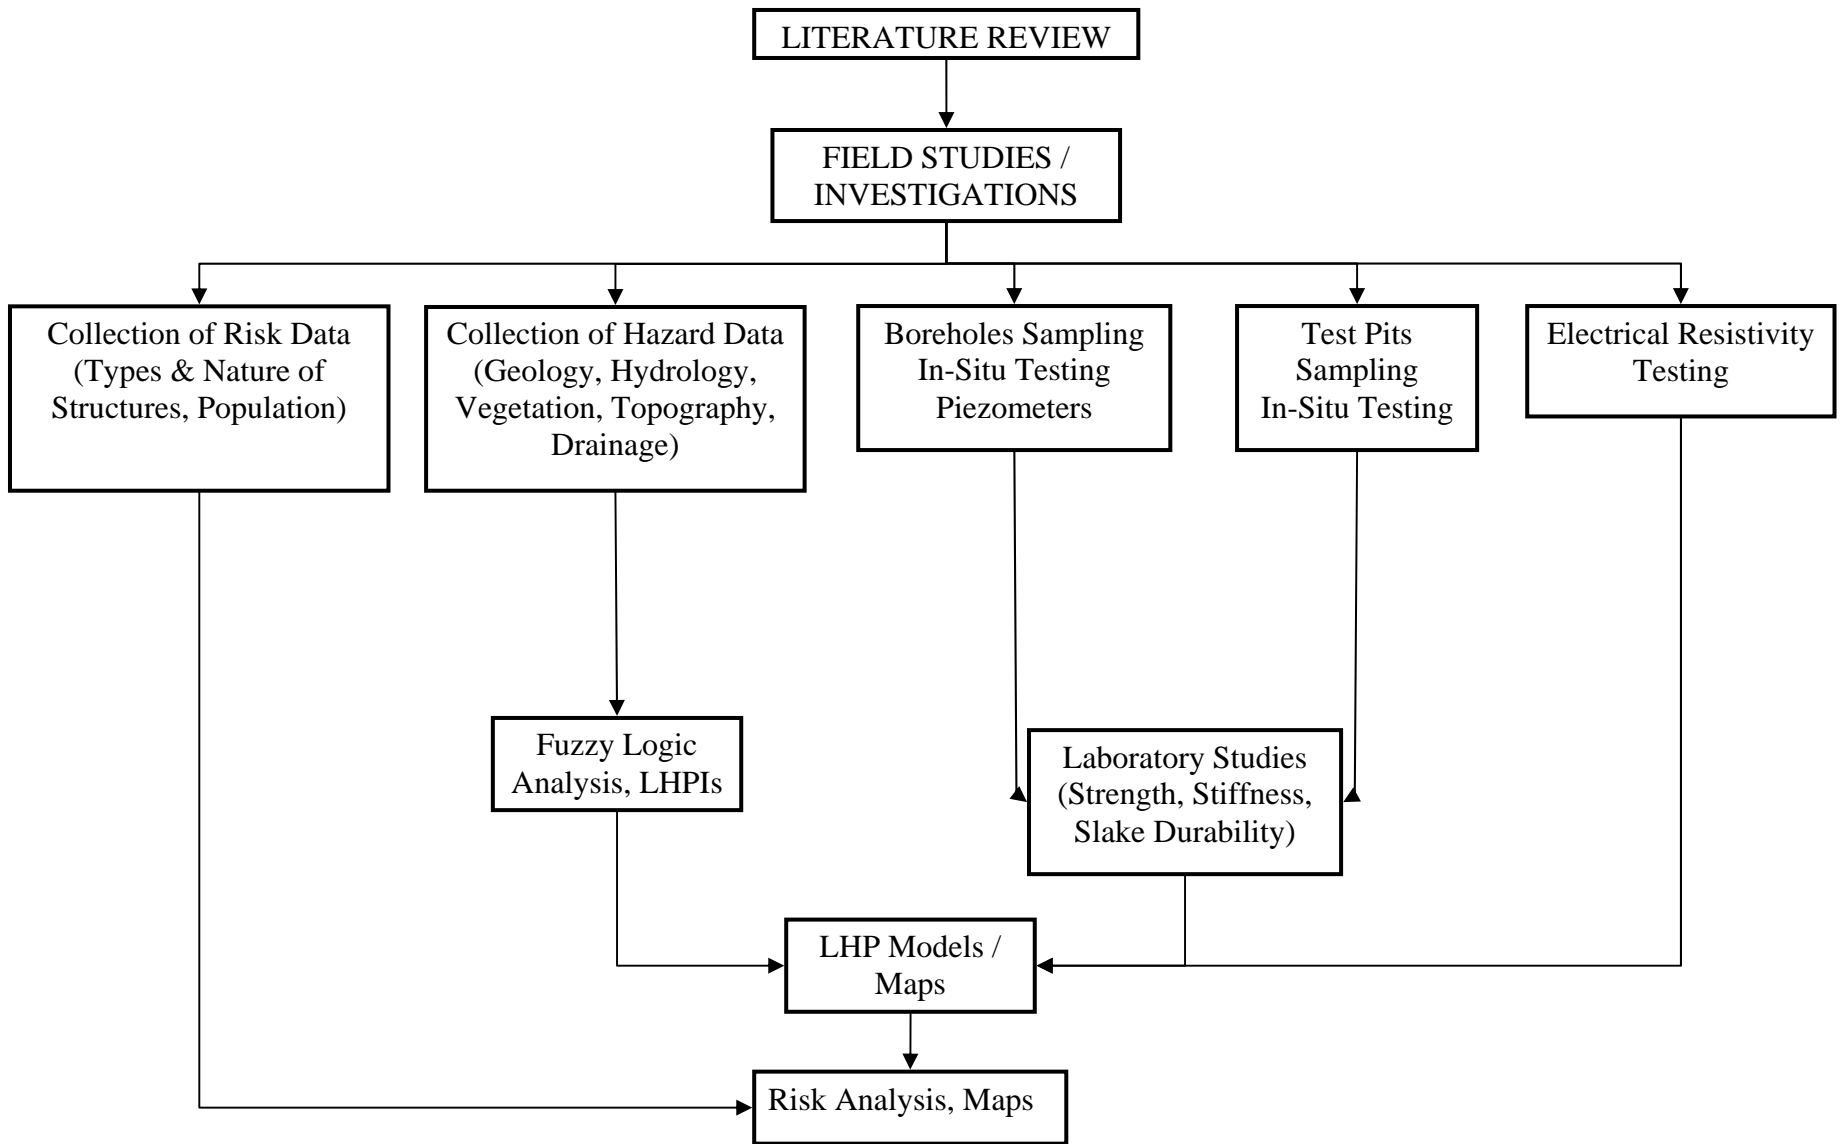 LITERATURE REVIEW
FIELD STUDIES /
INVESTIGATIONS
Collection of Risk Data
(Types & Nature of
Structures, Population)
Collection of Hazard Data
(Geology, Hydrology,
Vegetation, Topography,
Drainage)
Boreholes Sampling
In-Situ Testing
Piezometers
Test Pits
Sampling
In-Situ Testing
Electrical Resistivity
Testing
Fuzzy Logic
Analysis, LHPIs
Laboratory Studies
(Strength, Stiffness,
Slake Durability)
LHP Models /
Maps
Risk Analysis, Maps